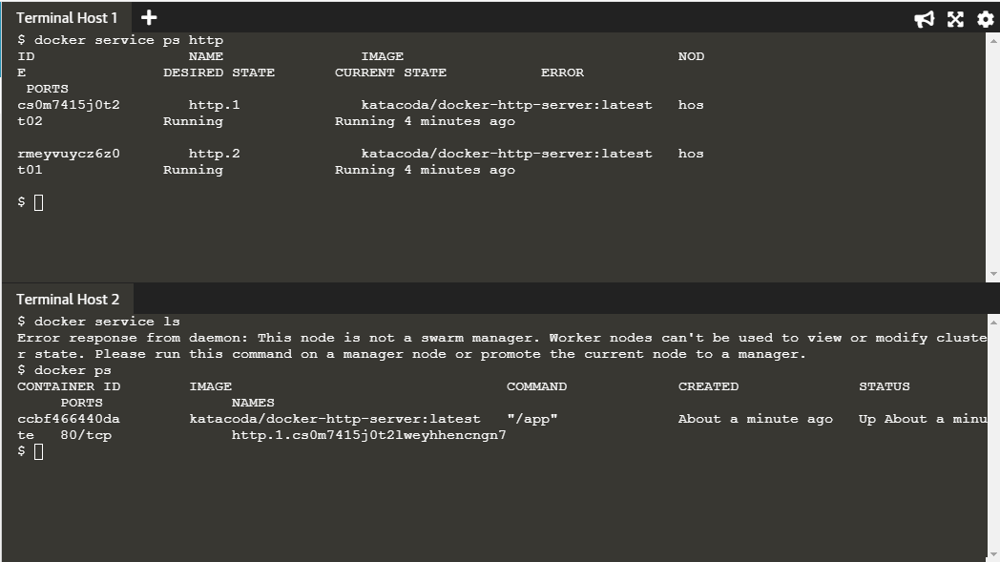 Terminal Host 1
$ docker service ps http
ID NAME IMAGE NOD
E DESIRED STATE CURRENT STATE ERROR
PORTS
cs0m7415j0t2 http.1 katacoda/docker-http-server:latest hos
t02 Running Running 4 minutes ago
rmeyvuycz6z0 http.2 katacoda/docker-http-server:latest hos
t01 Running Running 4 minutes ago
$
Terminal Host 2
$ docker service ls
Error response from daemon: This node is not a swarm manager. Worker nodes can't be used to view or modify cluste
r state. Please run this command on a manager node or promote the current node to a manager.
$ docker ps
CONTAINER ID IMAGE COMMAND CREATED STATUS
PORTS NAMES
ccbf466440da katacoda/docker-http-server:latest "/app" About a minute ago Up About a minu
te 80/tcp http.1.cs0m7415j0t2lweyhhencngn7
$